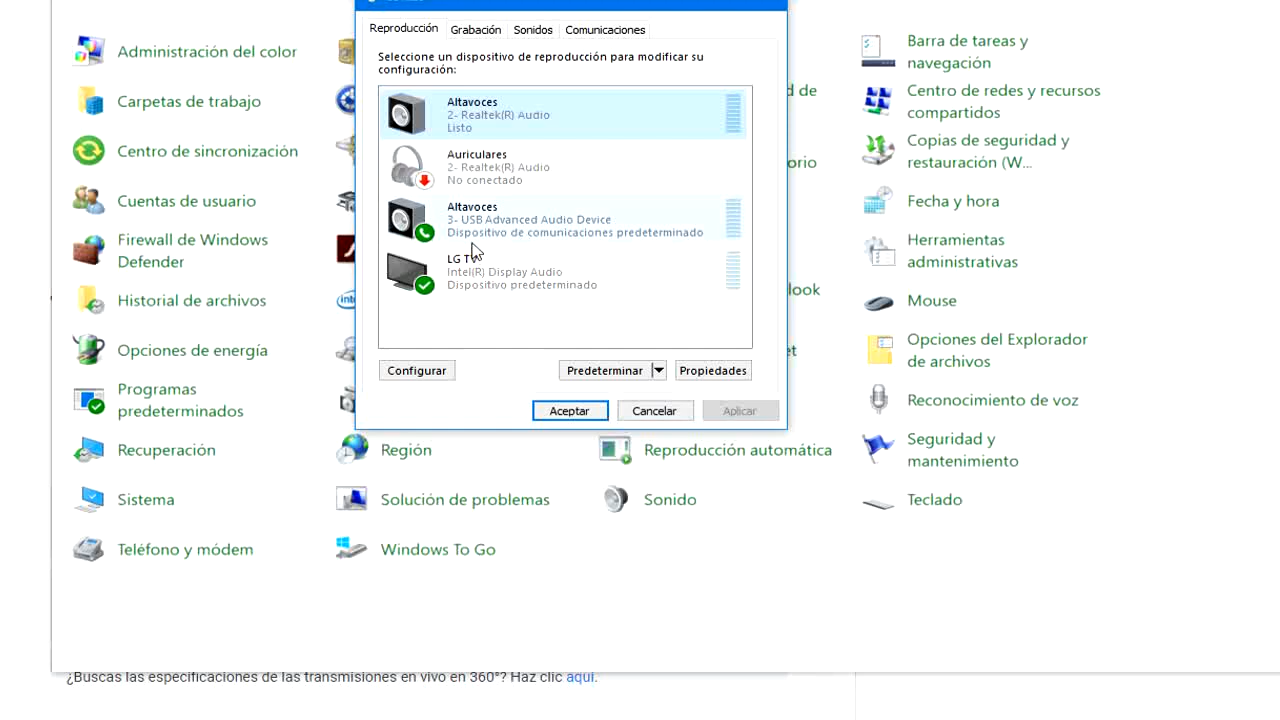 Reproducción
Grabación
Sonidos
Comunicaciones
Seleccione un dispositivo de reproducción para modificar su
configuración:
Altavoces
2- Realtek(R) Audio
Listo
Auriculares
2- Realtek(R) Audio
No conectado
Altavoces
3- USB Advanced Audio Device
Dispositivo de comunicaciones predeterminado
LG
Intel(R) Display Audio
Dispositivo predeterminado
Configurar
Predeterminar
Propiedades
Aceptar
Cancelar
Aplicar
Administración del color
Carpetas de trabajo
Centro de sincronización
Cuentas de usuario
Firewall de Windows
Defender
Historial de archivos
Opciones de energía
Programas
predeterminados
Recuperación
Sistema
Teléfono y módem
Región
Solución de problemas
Windows To Go
d de
orio
look
et
Reproducción automática
Sonido
Barra de tareas y
navegación
Centro de redes y recursos
compartidos
Copias de seguridad y
restauración (W...
Fecha y hora
Herramientas
administrativas
Mouse
Opciones del Explorador
de archivos
Reconocimiento de voz
Seguridad y
mantenimiento
Teclado
¿Buscas las especificaciones de las transmisiones en vivo en 360°? Haz clic aquí.